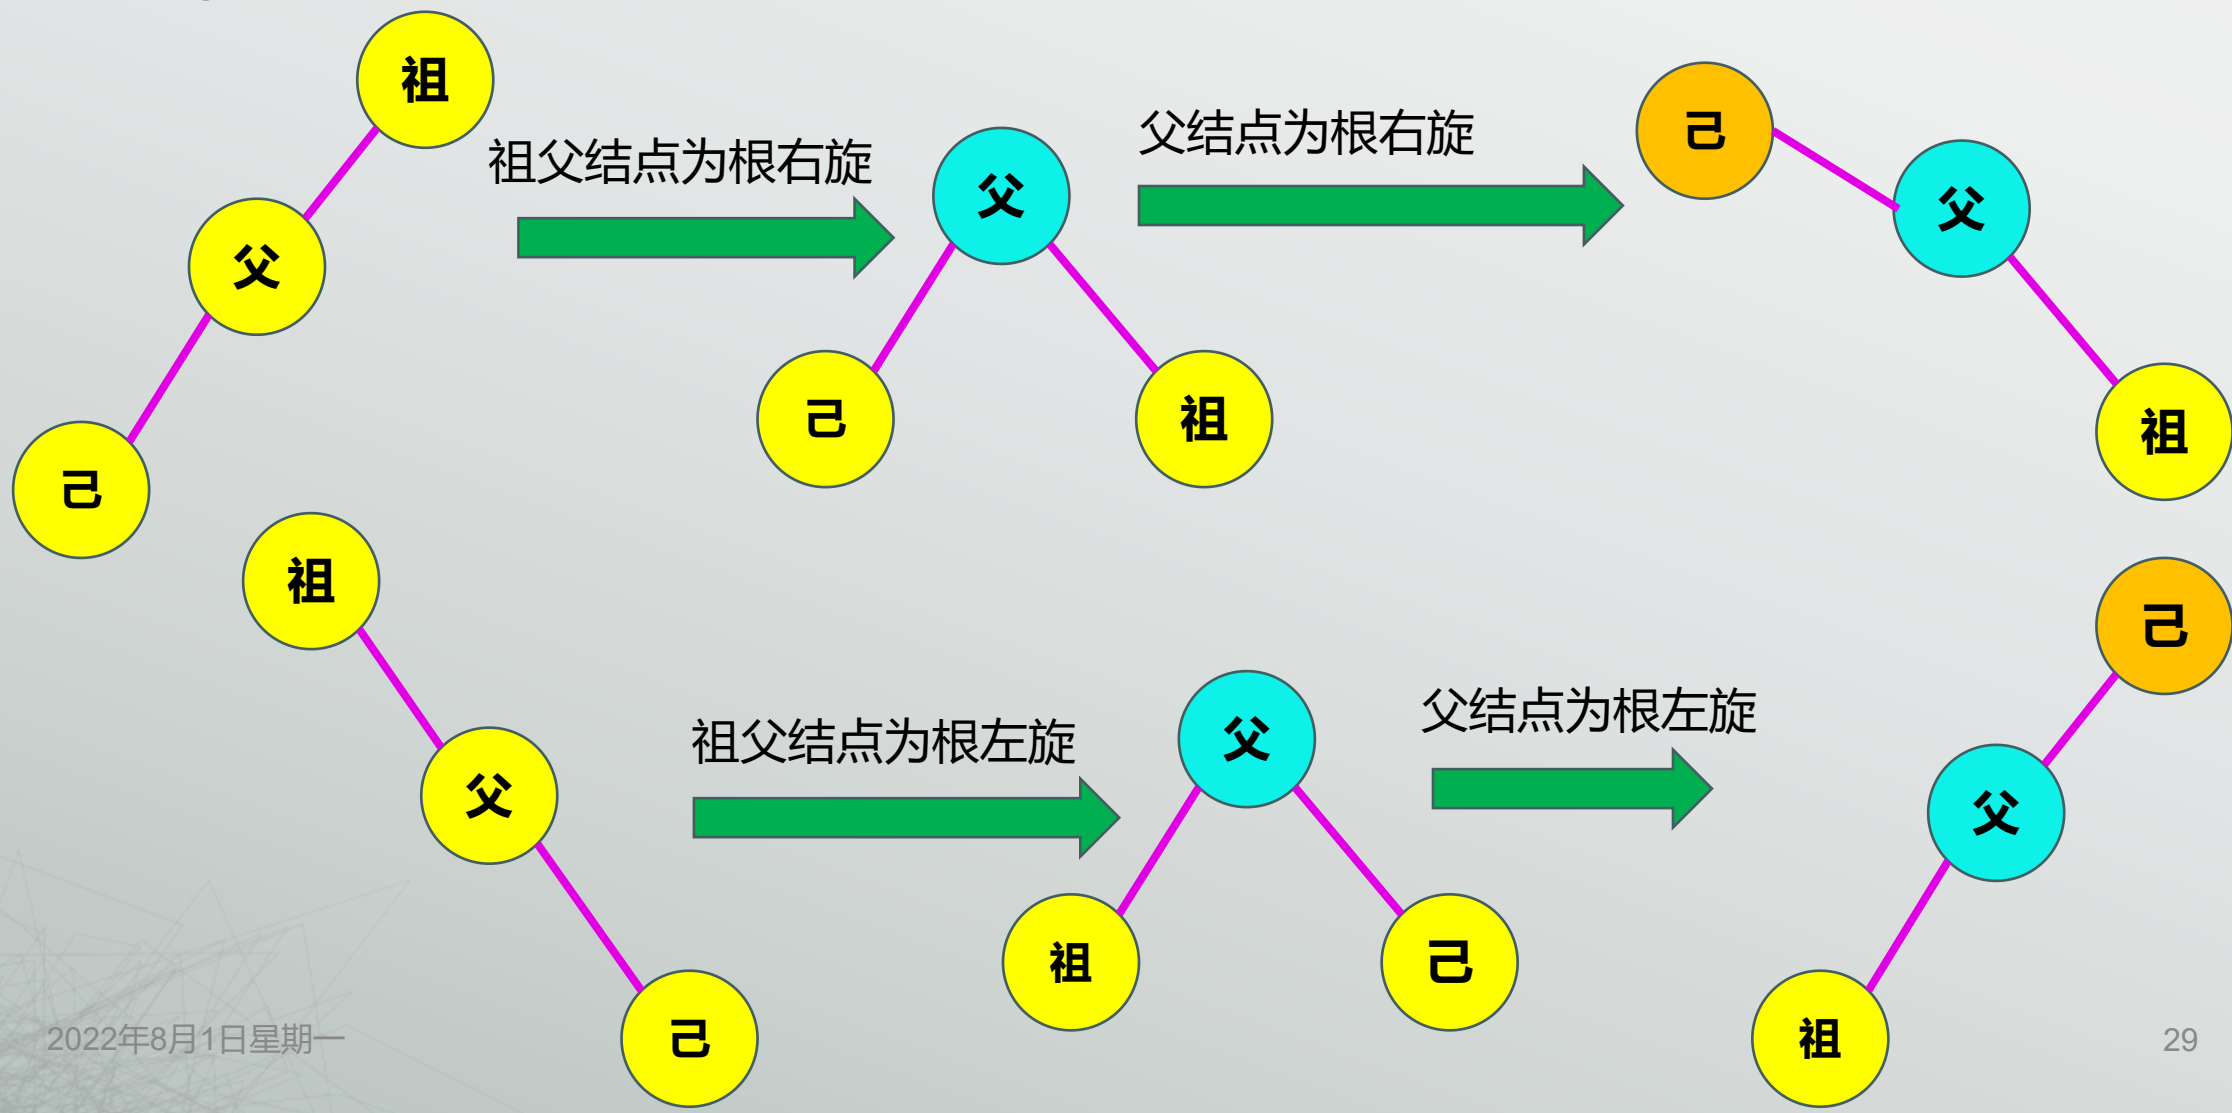 祖
父
己
祖父结点为根右旋
父
己
祖
父结点为根右旋
己
父
祖
祖
父
己
祖父结点为根左旋
父
祖
己
父结点为根左旋
己
父
祖
2022年8月1日星期一
29